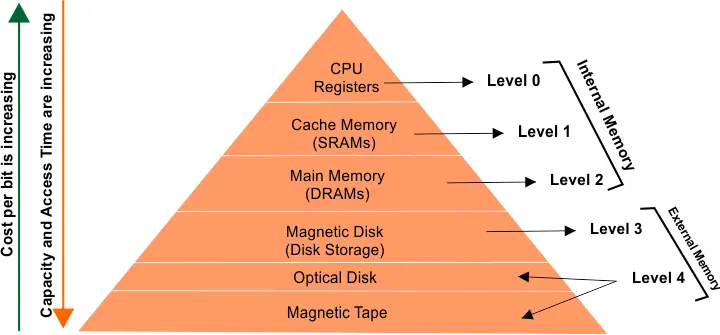 Cost per bit is increasing
Capacity and Access Time are increasing
CPU
Registers
Level 0
Cache Memory
(SRAMs)
Level 1
Main Memory
(DRAMs)
Level 2
Internal Memory
Magnetic Disk
(Disk Storage)
Level 3
Optical Disk
Level 4
Magnetic Tape
External Memory